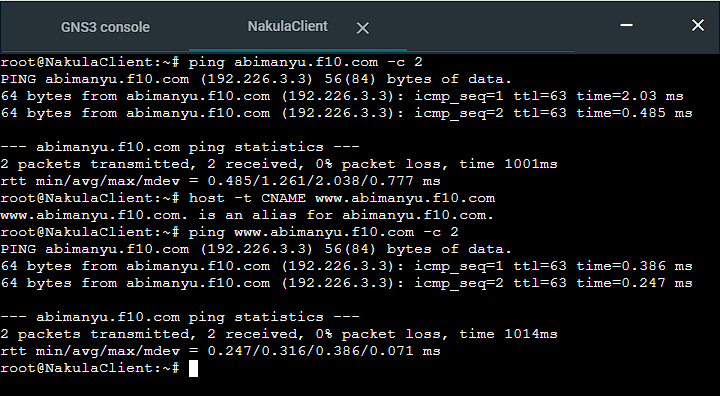 GNS3 console
NakulaClient
root@NakulaClient:~# ping abimanyu.f10.com -c 2
PING abimanyu.f10.com (192.226.3.3) 56(84) bytes of data.
64 bytes from abimanyu.f10.com (192.226.3.3): icmp_seq=1 ttl=63 time=2.03 ms
64 bytes from abimanyu.f10.com (192.226.3.3): icmp_seq=2 ttl=63 time=0.485 ms
--- abimanyu.f10.com ping statistics ---
2 packets transmitted, 2 received, 0% packet loss, time 1001ms
rtt min/avg/max/mdev = 0.485/1.261/2.038/0.777 ms
root@NakulaClient:~# host -t CNAME www.abimanyu.f10.com
www.abimanyu.f10.com. is an alias for abimanyu.f10.com.
root@NakulaClient:~# ping www.abimanyu.f10.com -c 2
PING abimanyu.f10.com (192.226.3.3) 56(84) bytes of data.
64 bytes from abimanyu.f10.com (192.226.3.3): icmp_seq=1 ttl=63 time=0.386 ms
64 bytes from abimanyu.f10.com (192.226.3.3): icmp_seq=2 ttl=63 time=0.247 ms
--- abimanyu.f10.com ping statistics ---
2 packets transmitted, 2 received, 0% packet loss, time 1014ms
rtt min/avg/max/mdev = 0.247/0.316/0.386/0.071 ms
root@NakulaClient:~#